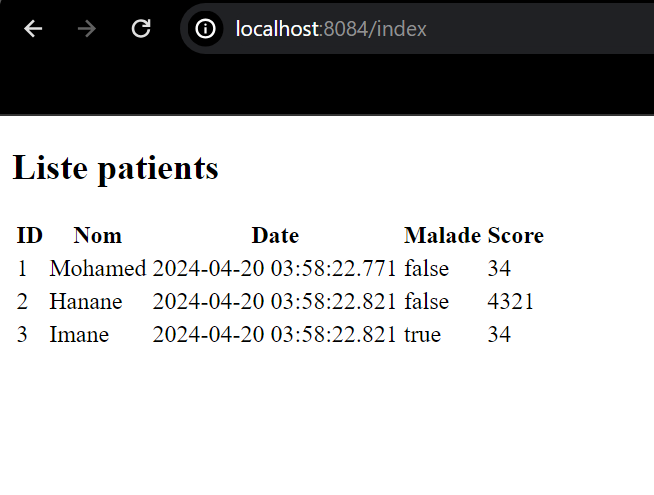 localhost:8084/index
Liste patients
ID Nom Date Malade Score
1 Mohamed 2024-04-20 03:58:22.771 false 34
2 Hanane 2024-04-20 03:58:22.821 false 4321
3 Imane 2024-04-20 03:58:22.821 true 34